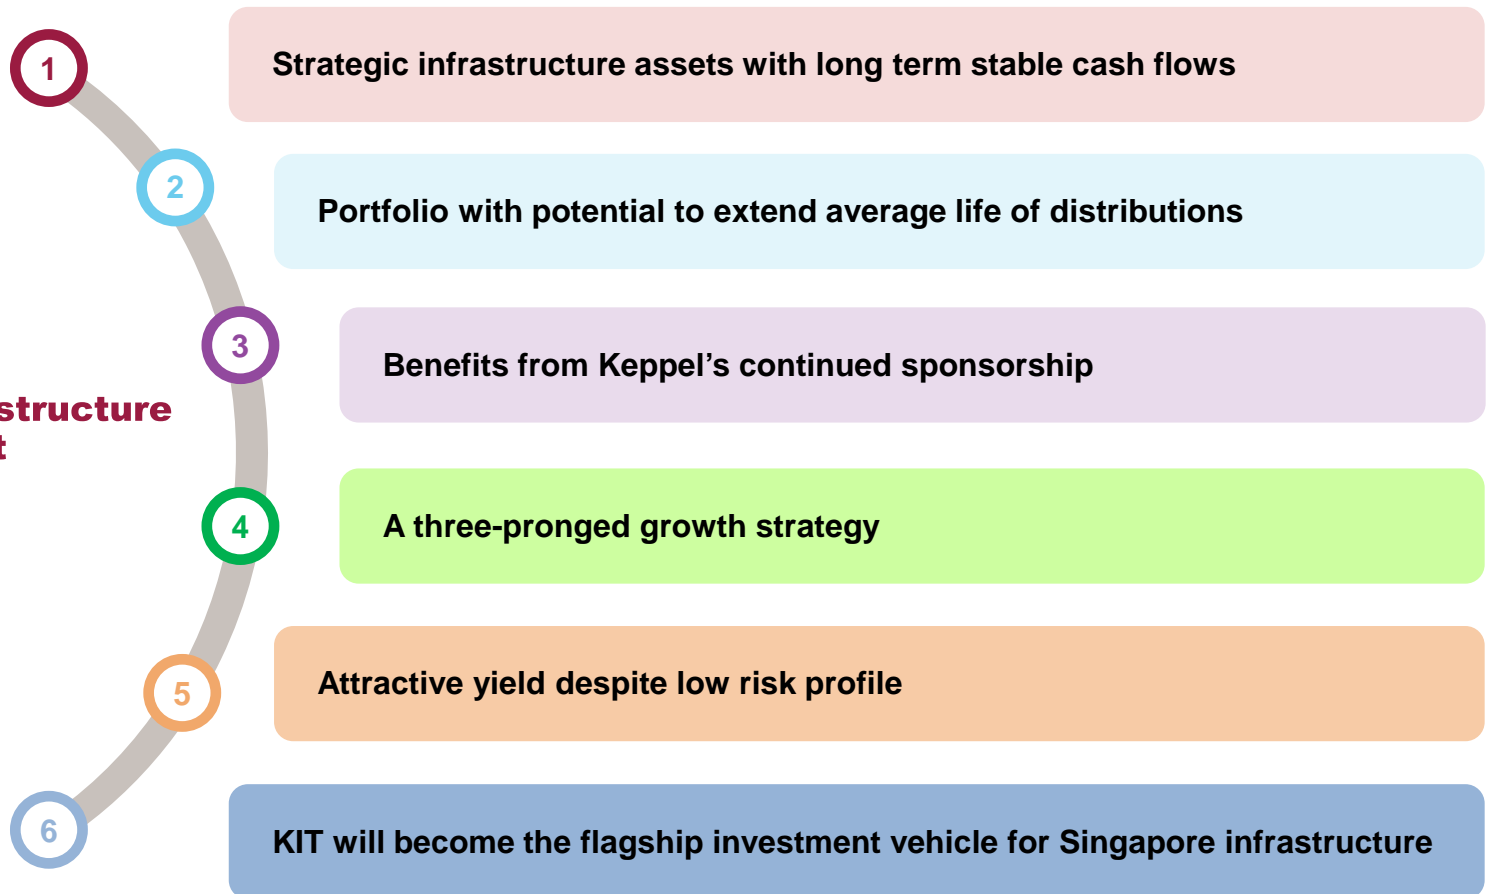 1
Strategic infrastructure assets with long term stable cash flows
2
Portfolio with potential to extend average life of distributions
3
Benefits from Keppel’s continued sponsorship
structure
t
4
A three-pronged growth strategy
5
Attractive yield despite low risk profile
6
KIT will become the flagship investment vehicle for Singapore infrastructure